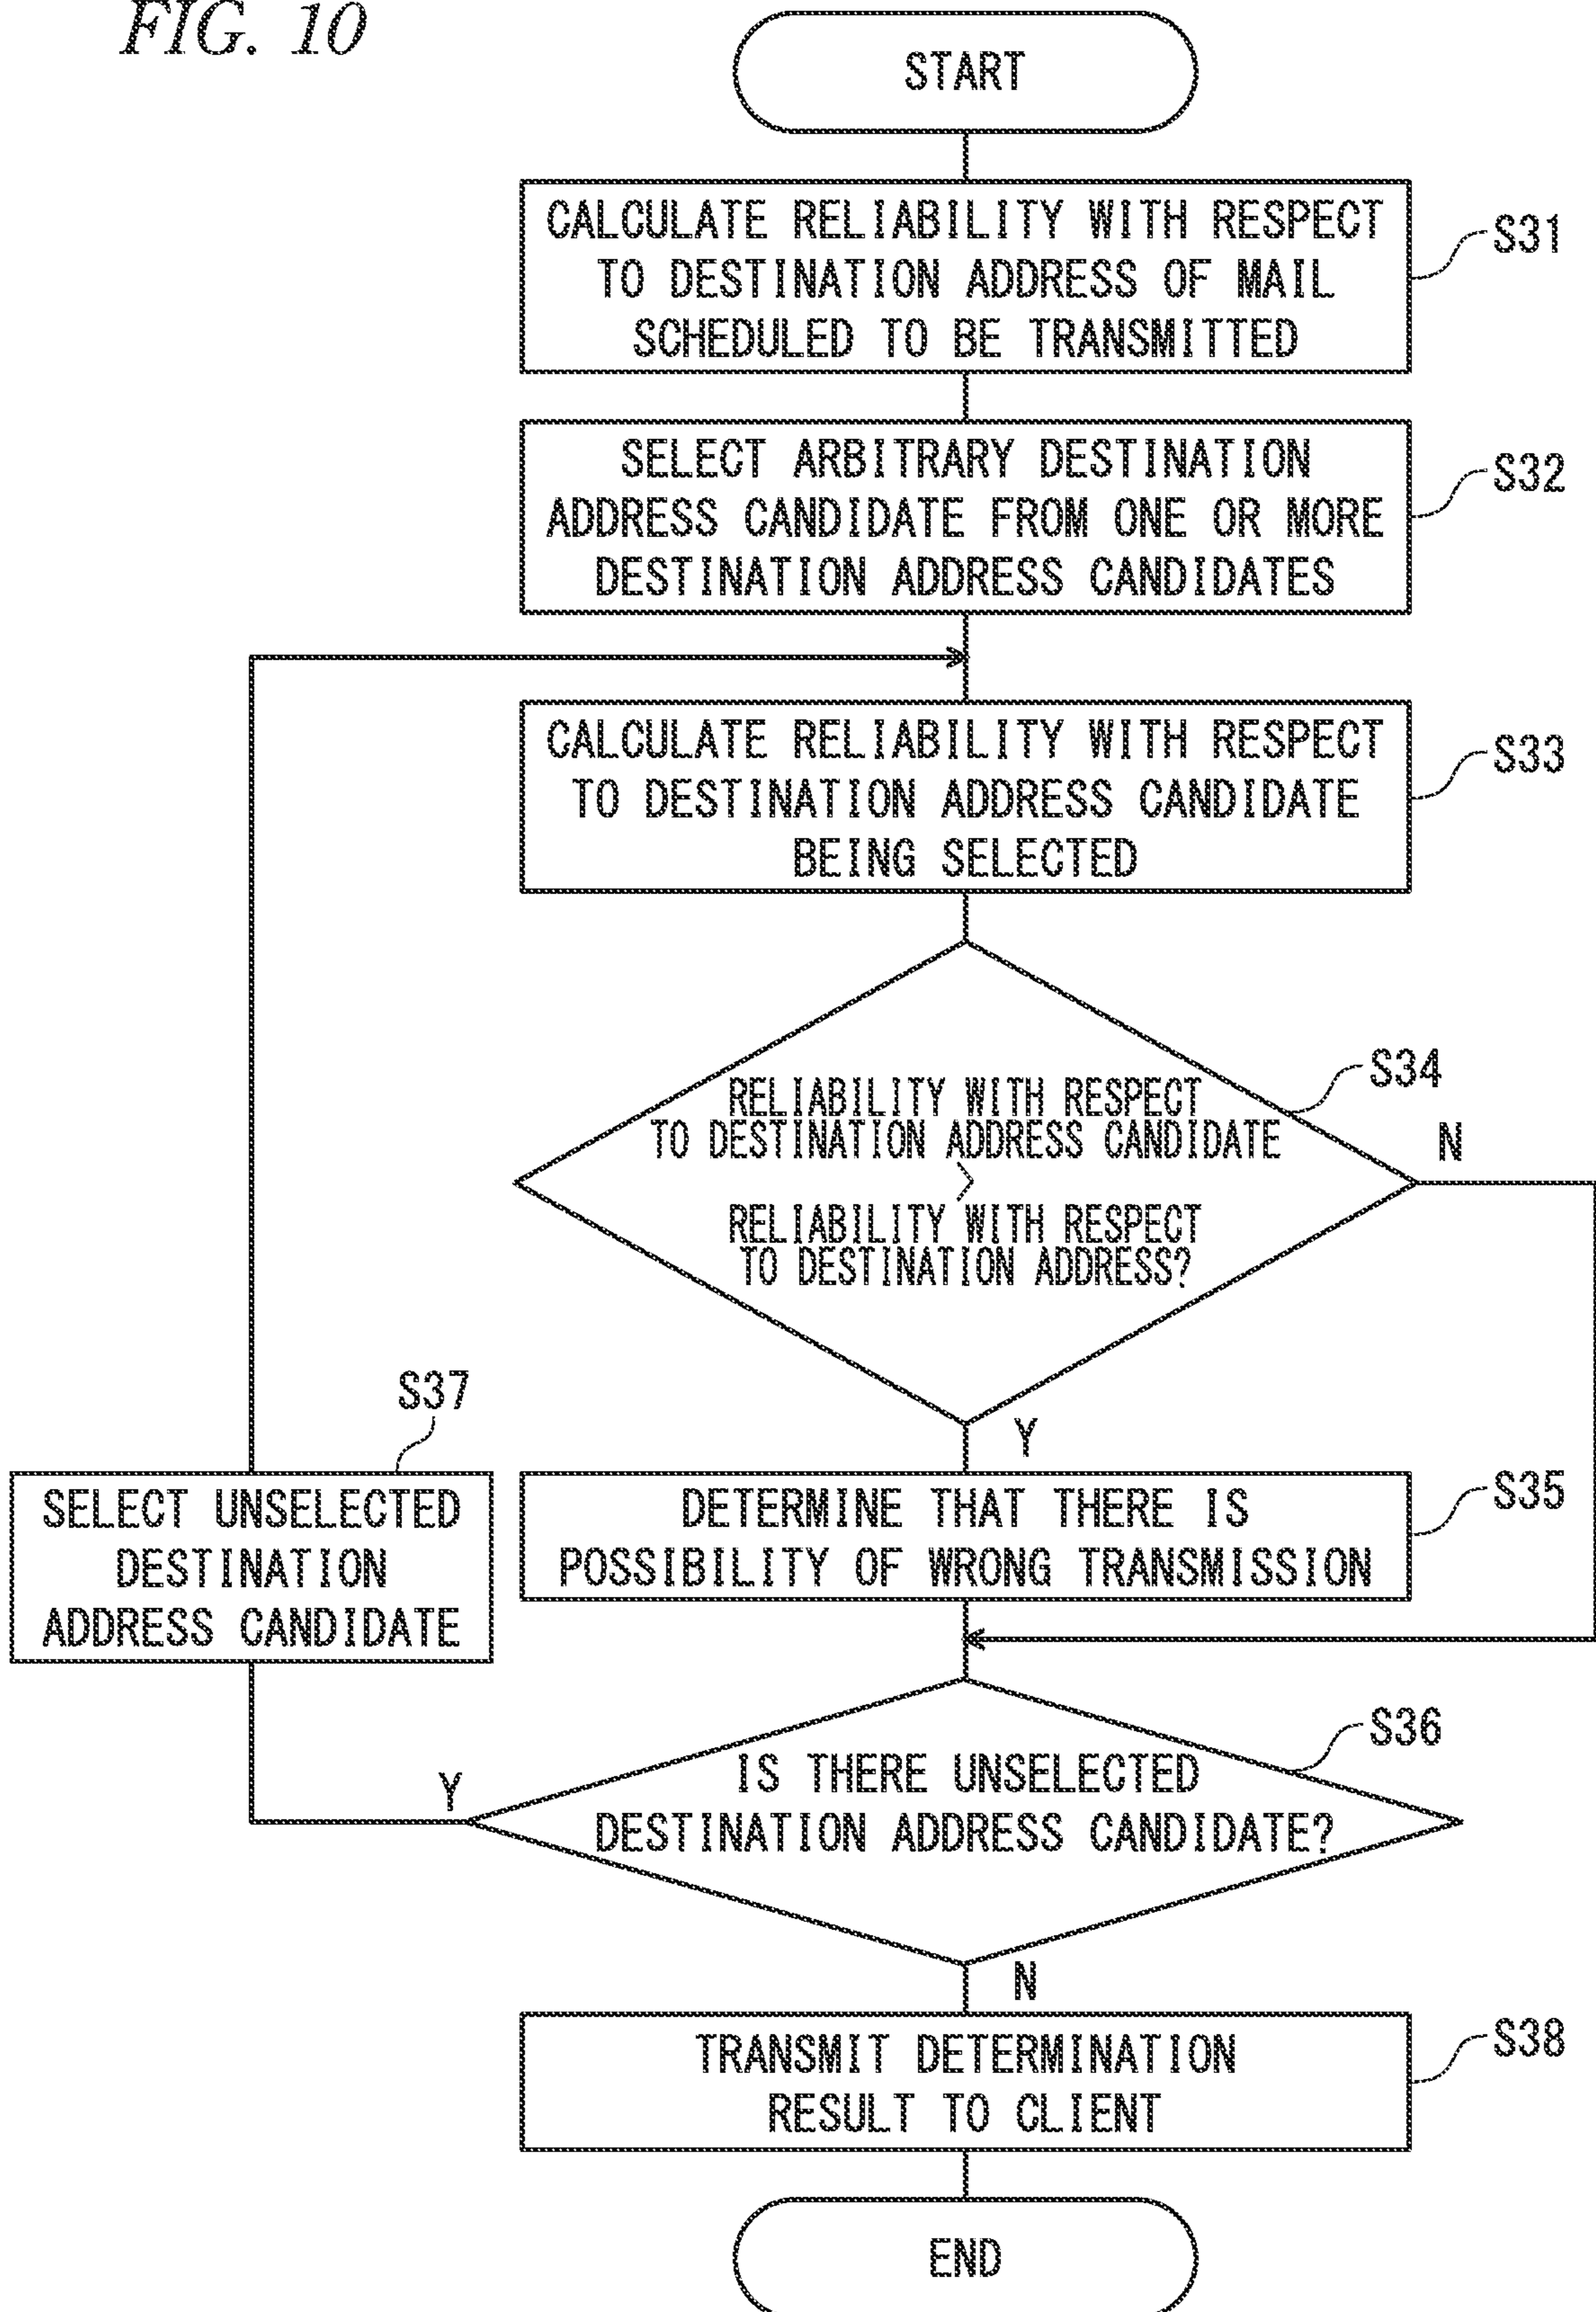 FIG. 10
START
CALCULATE RELIABILITY WITH RESPECT
TO DESTINATION ADDRESS OF MAIL
SCHEDULED TO BE TRANSMITTED
S31
SELECT ARBITRARY DESTINATION
ADDRESS CANDIDATE FROM ONE OR MORE
DESTINATION ADDRESS CANDIDATES
S32
CALCULATE RELIABILITY WITH RESPECT
TO DESTINATION ADDRESS CANDIDATE
BEING SELECTED
S33
RELIABILITY WITH RESPECT
TO DESTINATION ADDRESS CANDIDATE
>
RELIABILITY WITH RESPECT
TO DESTINATION ADDRESS?
S34
N
Y
S37
SELECT UNSELECTED
DESTINATION
ADDRESS CANDIDATE
DETERMINE THAT THERE IS
POSSIBILITY OF WRONG TRANSMISSION
S35
IS THERE UNSELECTED
DESTINATION ADDRESS CANDIDATE?
S36
Y
N
TRANSMIT DETERMINATION
RESULT TO CLIENT
S38
END